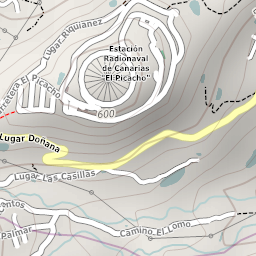 Lugar Riquiánez
Estación
Radionaval
de Canarias
"El Picacho"
Carretera El Picacho
600
Lugar Doñana
Lugar Las Casillas
Camino El Lomo
Palmar